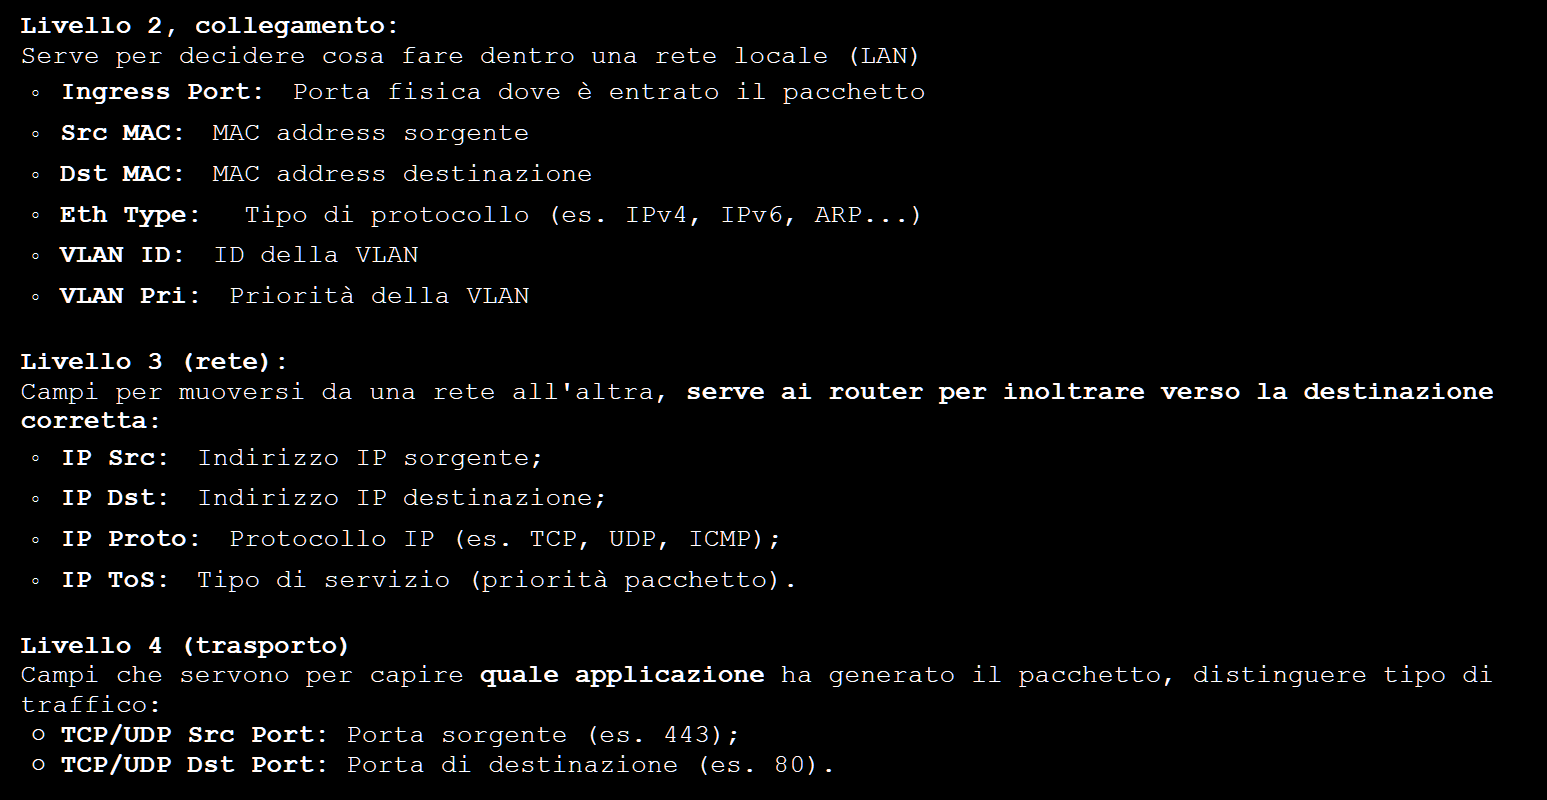 Livello 2, collegamento:
Serve per decidere cosa fare dentro una rete locale (LAN)
◦ Ingress Port: Porta fisica dove è entrato il pacchetto
◦ Src MAC: MAC address sorgente
◦ Dst MAC: MAC address destinazione
◦ Eth Type: Tipo di protocollo (es. IPv4, IPv6, ARP...)
◦ VLAN ID: ID della VLAN
◦ VLAN Pri: Priorità della VLAN
Livello 3 (rete):
Campi per muoversi da una rete all'altra, serve ai router per inoltrare verso la destinazione
corretta:
◦ IP Src: Indirizzo IP sorgente;
◦ IP Dst: Indirizzo IP destinazione;
◦ IP Proto: Protocollo IP (es. TCP, UDP, ICMP);
◦ IP ToS: Tipo di servizio (priorità pacchetto).
Livello 4 (trasporto)
Campi che servono per capire quale applicazione ha generato il pacchetto, distinguere tipo di
traffico:
○ TCP/UDP Src Port: Porta sorgente (es. 443);
○ TCP/UDP Dst Port: Porta di destinazione (es. 80).